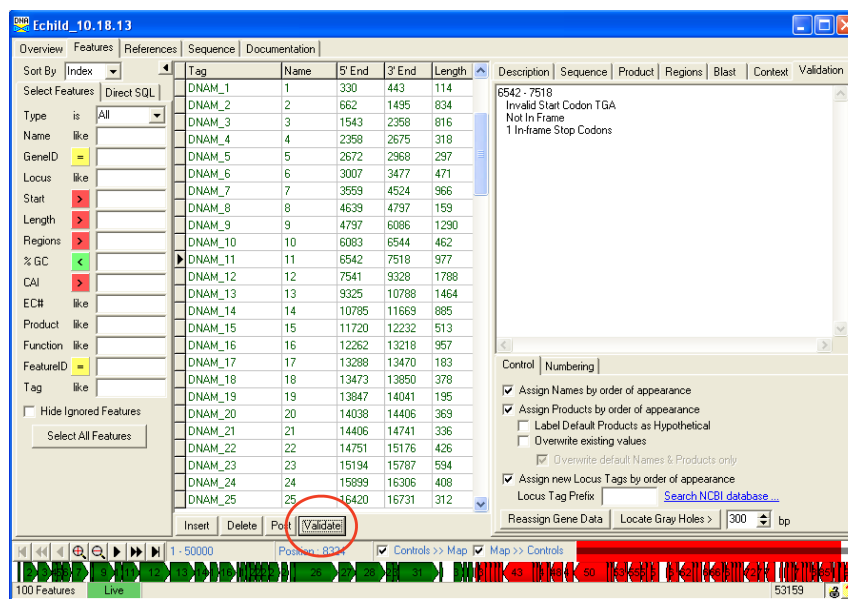 DNA Echild_10.18.13
Overview Features References Sequence Documentation
Sort By Index
Select Features Direct SQL
Type is All
Name like
GeneID =
Locus like
Start >
Length >
Regions >
% GC <
CAI >
EC# like
Product like
Function like
FeatureID =
Tag like
Hide Ignored Features
Select All Features
Tag Name 5' End 3' End Length
DNAM_1 1 330 443 114
DNAM_2 2 662 1495 834
DNAM_3 3 1543 2358 816
DNAM_4 4 2358 2675 318
DNAM_5 5 2672 2968 297
DNAM_6 6 3007 3477 471
DNAM_7 7 3559 4524 966
DNAM_8 8 4639 4797 159
DNAM_9 9 4797 6086 1290
DNAM_10 10 6083 6544 462
DNAM_11 11 6542 7518 977
DNAM_12 12 7541 9328 1788
DNAM_13 13 9325 10788 1464
DNAM_14 14 10785 11669 885
DNAM_15 15 11720 12232 513
DNAM_16 16 12262 13218 957
DNAM_17 17 13288 13470 183
DNAM_18 18 13473 13850 378
DNAM_19 19 13847 14041 195
DNAM_20 20 14038 14406 369
DNAM_21 21 14406 14741 336
DNAM_22 22 14751 15176 426
DNAM_23 23 15194 15787 594
DNAM_24 24 15899 16306 408
DNAM_25 25 16420 16731 312
Insert Delete Post Validate
Description Sequence Product Regions Blast Context Validation
6542 - 7518
Invalid Start Codon TGA
Not In Frame
1 In-frame Stop Codons
Control Numbering
Assign Names by order of appearance
Assign Products by order of appearance
Label Default Products as Hypothetical
Overwrite existing values
Overwrite default Names & Products only
Assign new Locus Tags by order of appearance
Locus Tag Prefix Search NCBI database ...
Reassign Gene Data Locate Gray Holes > 300 bp
1 - 50000 Position : 8324 Controls >> Map Map >> Controls
9 12 13 26 27 28 31 43 50
100 Features Live 53159